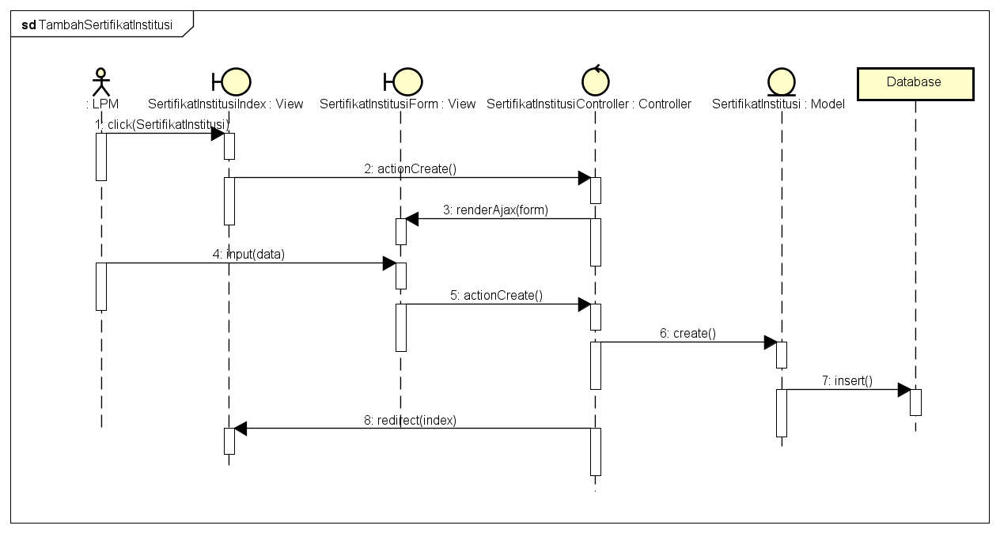 sd TambahSertifikatInstitusi
: LPM
SertifikatInstitusiIndex : View
SertifikatInstitusiForm : View
SertifikatInstitusiController : Controller
SertifikatInstitusi : Model
Database
1: click(SertifikatInstitusi)
2: actionCreate()
3: renderAjax(form)
4: input(data)
5: actionCreate()
6: create()
7: insert()
8: redirect(index)